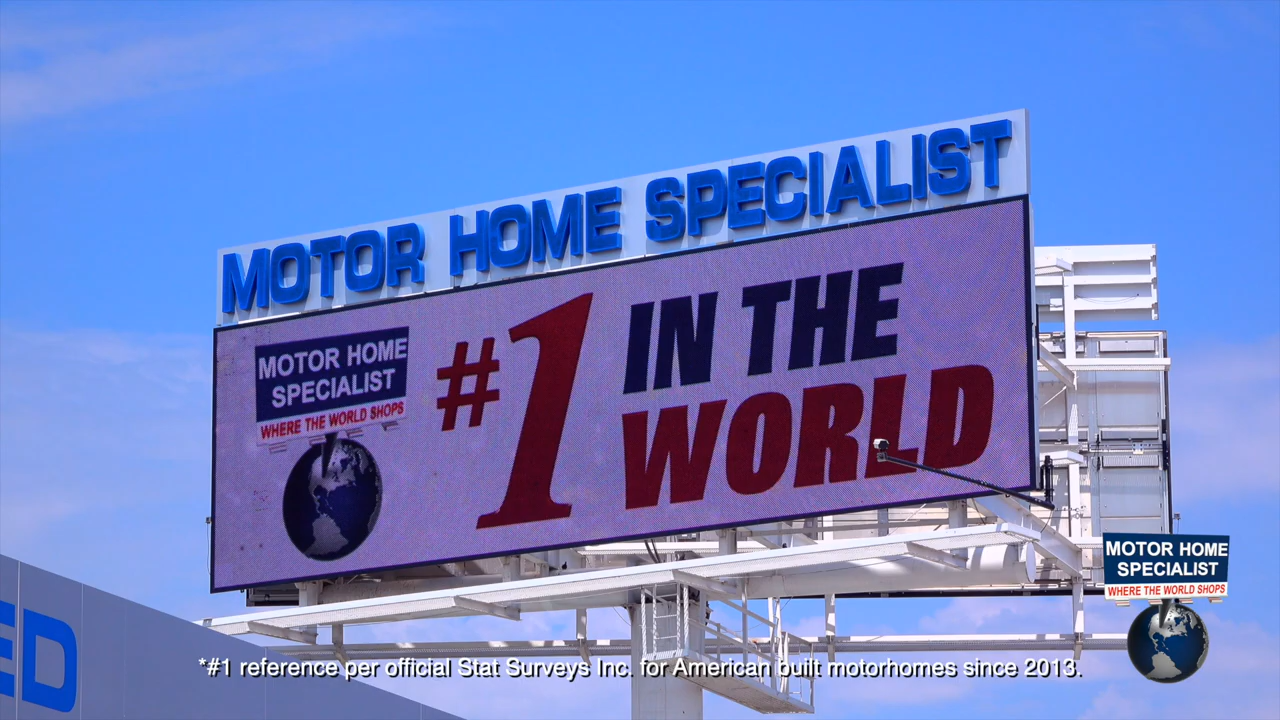 MOTOR HOME SPECIALIST
MOTOR HOME
SPECIALIST
WHERE THE WORLD SHOPS
#1 IN THE
WORLD
ED
MOTOR HOME
SPECIALIST
WHERE THE WORLD SHOPS
*#1 reference per official Stat Surveys Inc. for American built motorhomes since 2013.